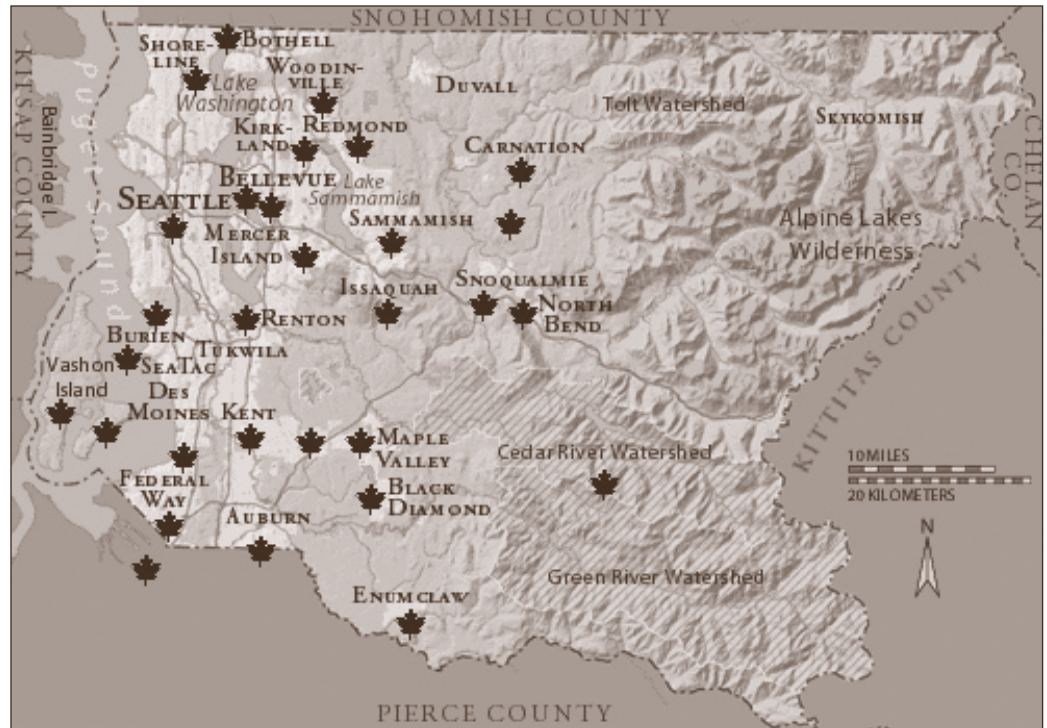 SNOHOMISH COUNTY
SHORE-
LINE
BOTHELL
WOODIN-
VILLE
Lake
Washington
DUVALL
Tolt Watershed
SKYKOMISH
KITSAP COUNTY
Bainbridge I.
Puget Sound
CHELAN
CO.
KIRK-
LAND
REDMOND
CARNATION
BELLEVUE
Lake
Sammamish
SEATTLE
SAMMAMISH
MERCER
ISLAND
Alpine Lakes
Wilderness
ISSAQUAH
SNOQUALMIE
NORTH
BEND
RENTON
BURIEN
TUKWILA
KITTITAS COUNTY
Vashon
Island
SEATAC
DES
MOINES
KENT
MAPLE
VALLEY
Cedar River Watershed
10 MILES
20 KILOMETERS
FEDERAL
WAY
BLACK
DIAMOND
AUBURN
N
Green River Watershed
ENUMCLAW
PIERCE COUNTY